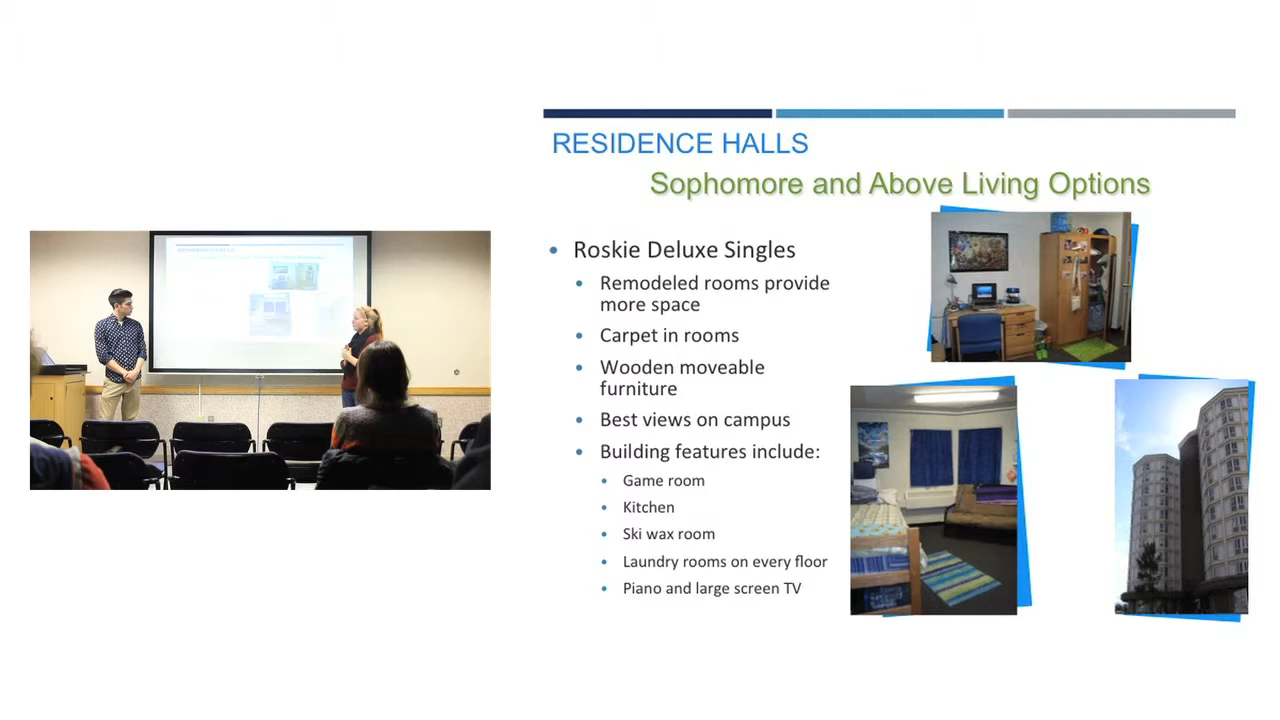 RESIDENCE HALLS
Sophomore and Above Living Options
• Roskie Deluxe Singles
• Remodeled rooms provide
more space
• Carpet in rooms
• Wooden moveable
furniture
• Best views on campus
• Building features include:
• Game room
• Kitchen
• Ski wax room
• Laundry rooms on every floor
• Piano and large screen TV